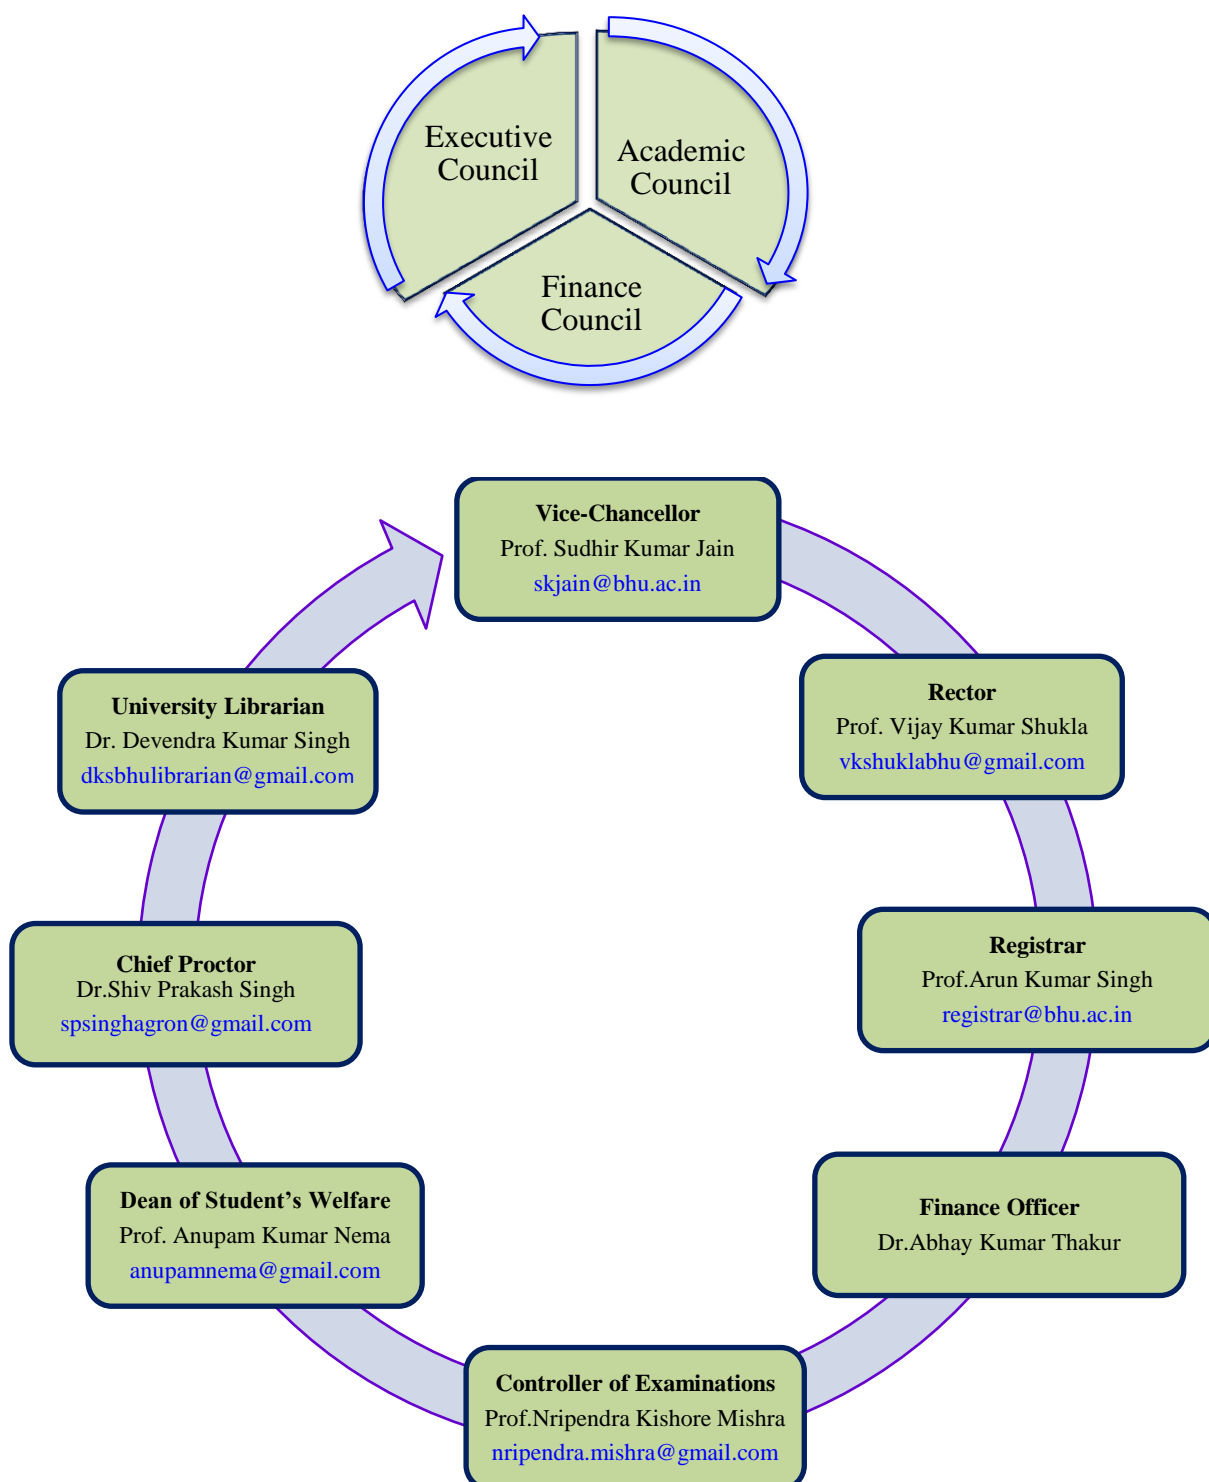 Executive
Council
Academic
Council
Finance
Council
Vice-Chancellor
Prof. Sudhir Kumar Jain
skjain@bhu.ac.in
Rector
Prof. Vijay Kumar Shukla
vkshuklabhu@gmail.com
Registrar
Prof.Arun Kumar Singh
registrar@bhu.ac.in
Finance Officer
Dr.Abhay Kumar Thakur
Controller of Examinations
Prof.Nripendra Kishore Mishra
nripendra.mishra@gmail.com
Dean of Student’s Welfare
Prof. Anupam Kumar Nema
anupamnema@gmail.com
Chief Proctor
Dr.Shiv Prakash Singh
spsinghagron@gmail.com
University Librarian
Dr. Devendra Kumar Singh
dksbhulibrarian@gmail.com